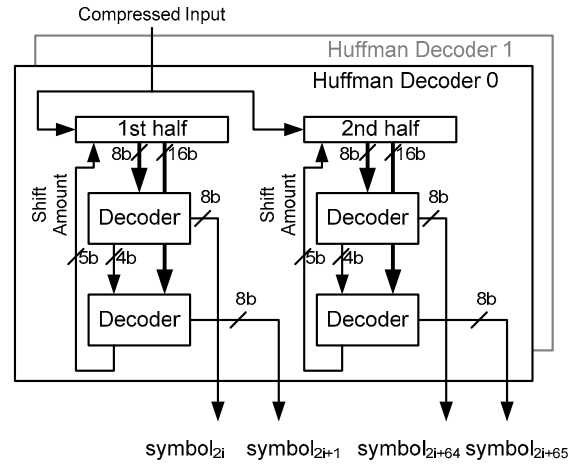 Compressed Input
Huffman Decoder 1
Huffman Decoder 0
1st half
2nd half
8b 16b
8b 16b
Shift Amount
Decoder
8b
Shift Amount
Decoder
8b
5b 4b
5b 4b
Decoder
8b
Decoder
8b
symbol2i symbol2i+1 symbol2i+64 symbol2i+65